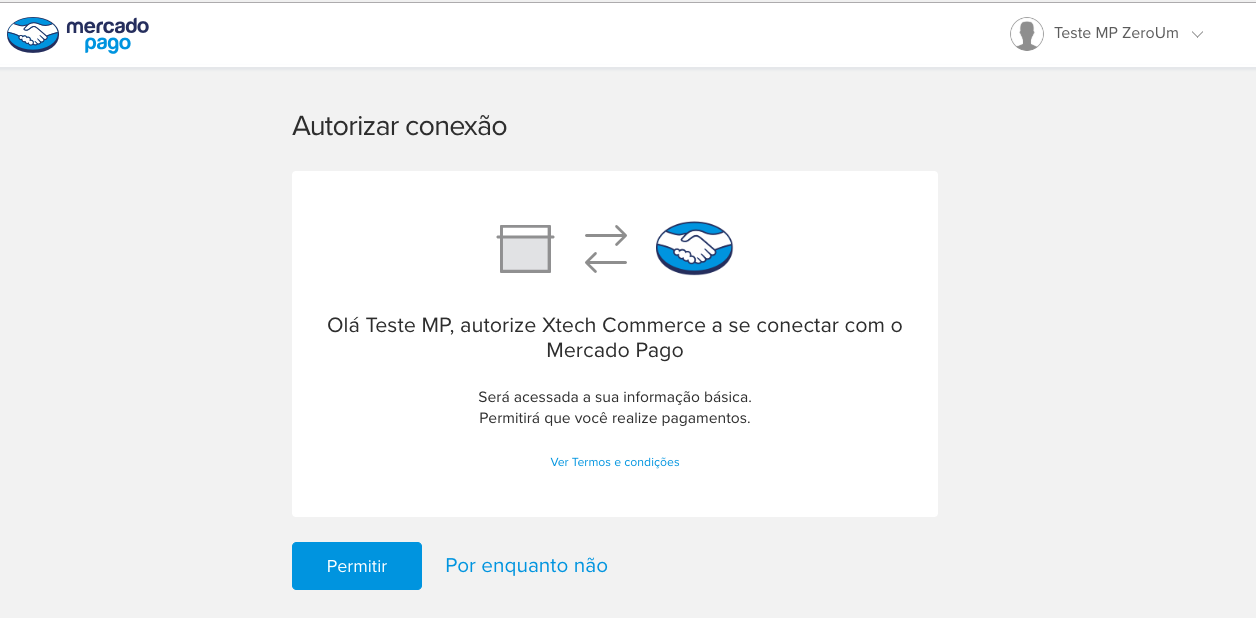 mercado
pago
Teste MP ZeroUm
Autorizar conexão
Olá Teste MP, autorize Xtech Commerce a se conectar com o
Mercado Pago
Será acessada a sua informação básica.
Permitirá que você realize pagamentos.
Ver Termos e condições
Permitir
Por enquanto não